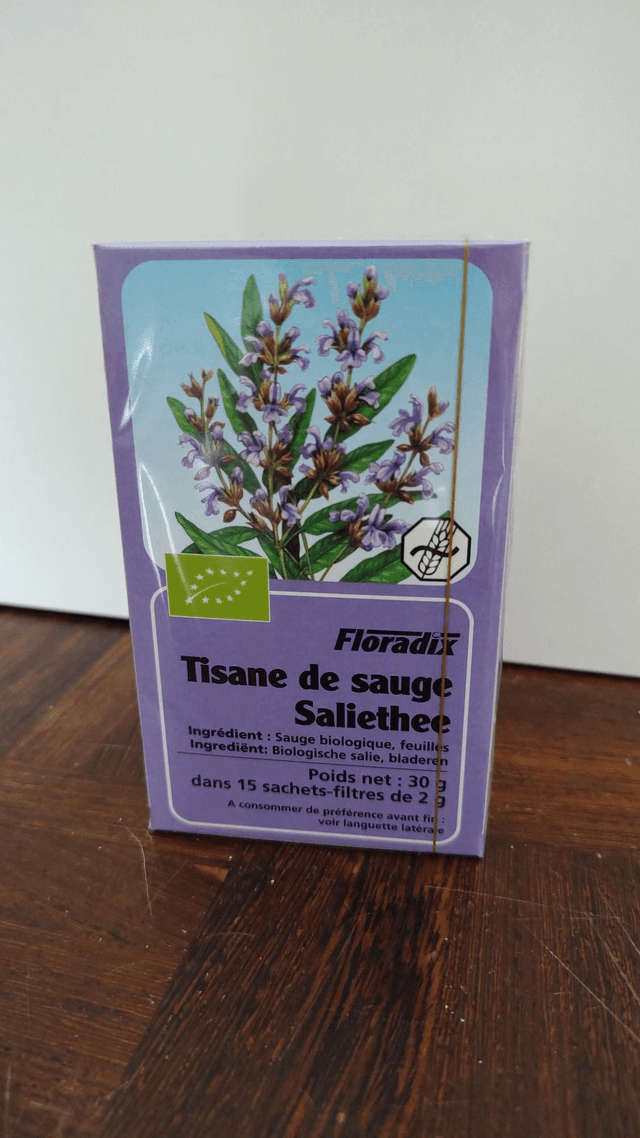 Floradix
Tisane de sauge
Saliethee
Ingrédient : Sauge biologique, feuilles
Ingrediënt: Biologische salie, bladeren
Poids net : 30 g
dans 15 sachets-filtres de 2 g
A consommer de préférence avant fin :
voir languette latérale